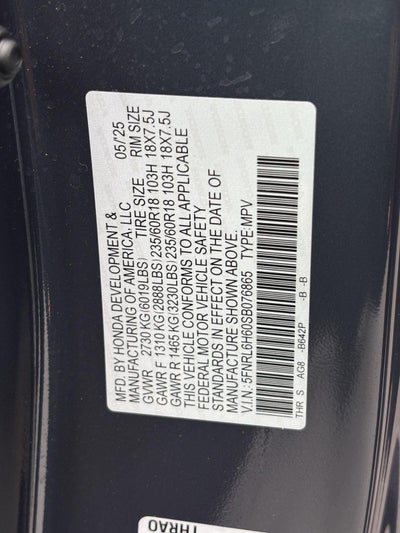 MFD. BY HONDA DEVELOPMENT & 05/25
MANUFACTURING OF AMERICA, LLC
TIRE SIZE RIM SIZE
GVWR 2730 KG(6019LBS)
GAWR F 1310 KG(2888LBS)235/60R18 103H 18X7.5J
GAWR R 1465 KG(3230LBS)235/60R18 103H 18X7.5J
THIS VEHICLE CONFORMS TO ALL APPLICABLE
FEDERAL MOTOR VEHICLE SAFETY
STANDARDS IN EFFECT ON THE DATE OF
MANUFACTURE SHOWN ABOVE.
V.I.N.: 5FNRL6H60SB076865 TYPE: MPV
THR S AG8 -B642P -B -B
THRA0